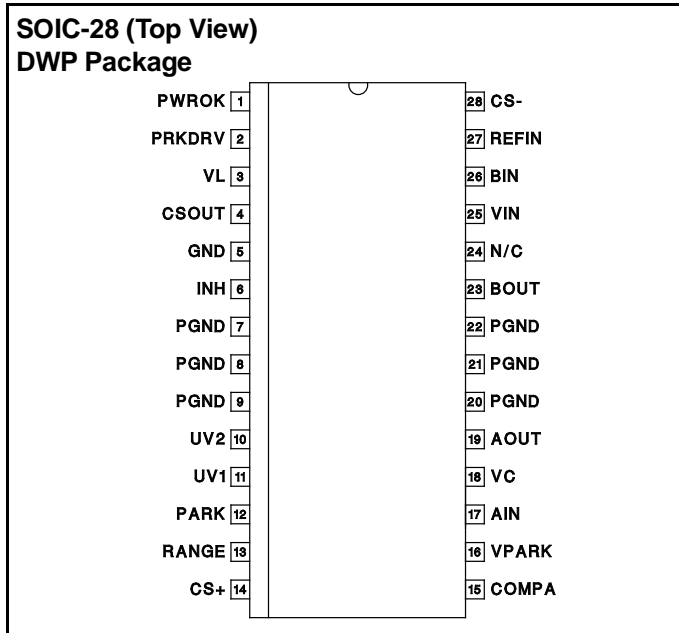 SOIC-28 (Top View)
DWP Package
PWROK 1 28 CS-
PRKDRV 2 27 REFIN
VL 3 26 BIN
CSOUT 4 25 VIN
GND 5 24 N/C
INH 6 23 BOUT
PGND 7 22 PGND
PGND 8 21 PGND
PGND 9 20 PGND
UV2 10 19 AOUT
UV1 11 18 VC
PARK 12 17 AIN
RANGE 13 16 VPARK
CS+ 14 15 COMPA